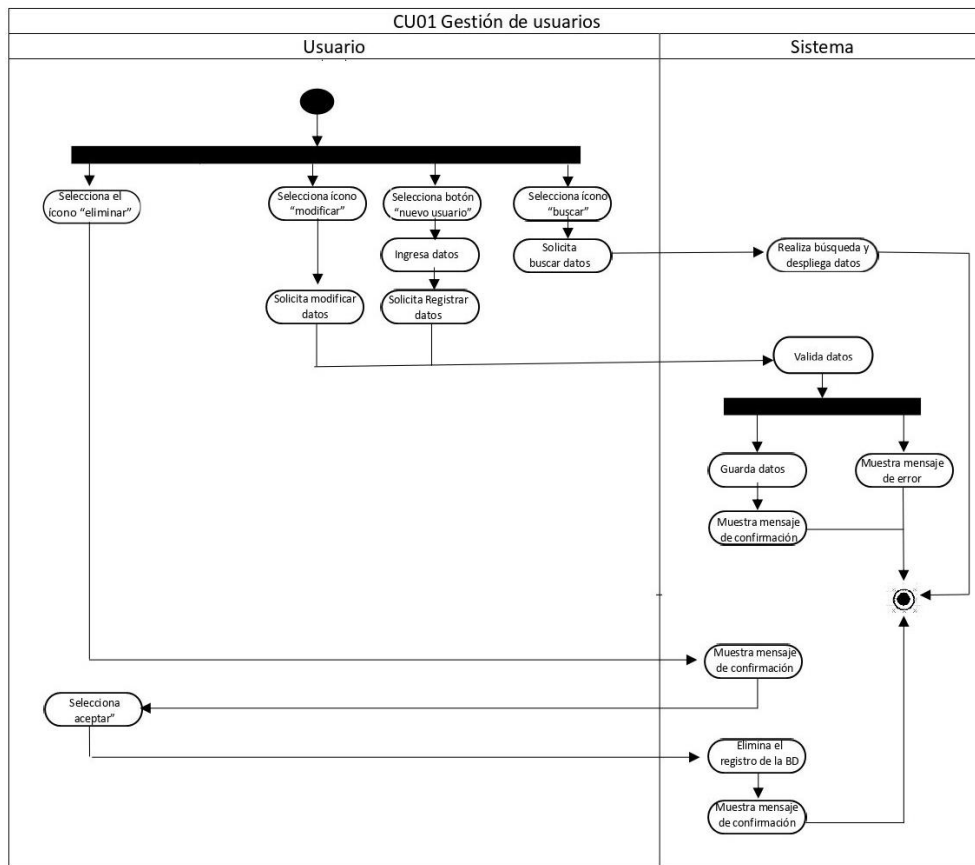 CU01 Gestión de usuarios
Usuario
Sistema
Selecciona el
ícono “eliminar”
Selecciona ícono
“modificar”
Selecciona botón
“nuevo usuario”
Selecciona ícono
“buscar”
Ingresa datos
Solicita
buscar datos
Realiza búsqueda y
despliega datos
Solicita modificar
datos
Solicita Registrar
datos
Valida datos
Guarda datos
Muestra mensaje
de error
Muestra mensaje
de confirmación
Muestra mensaje
de confirmación
Selecciona
aceptar”
Elimina el
registro de la BD
Muestra mensaje
de confirmación